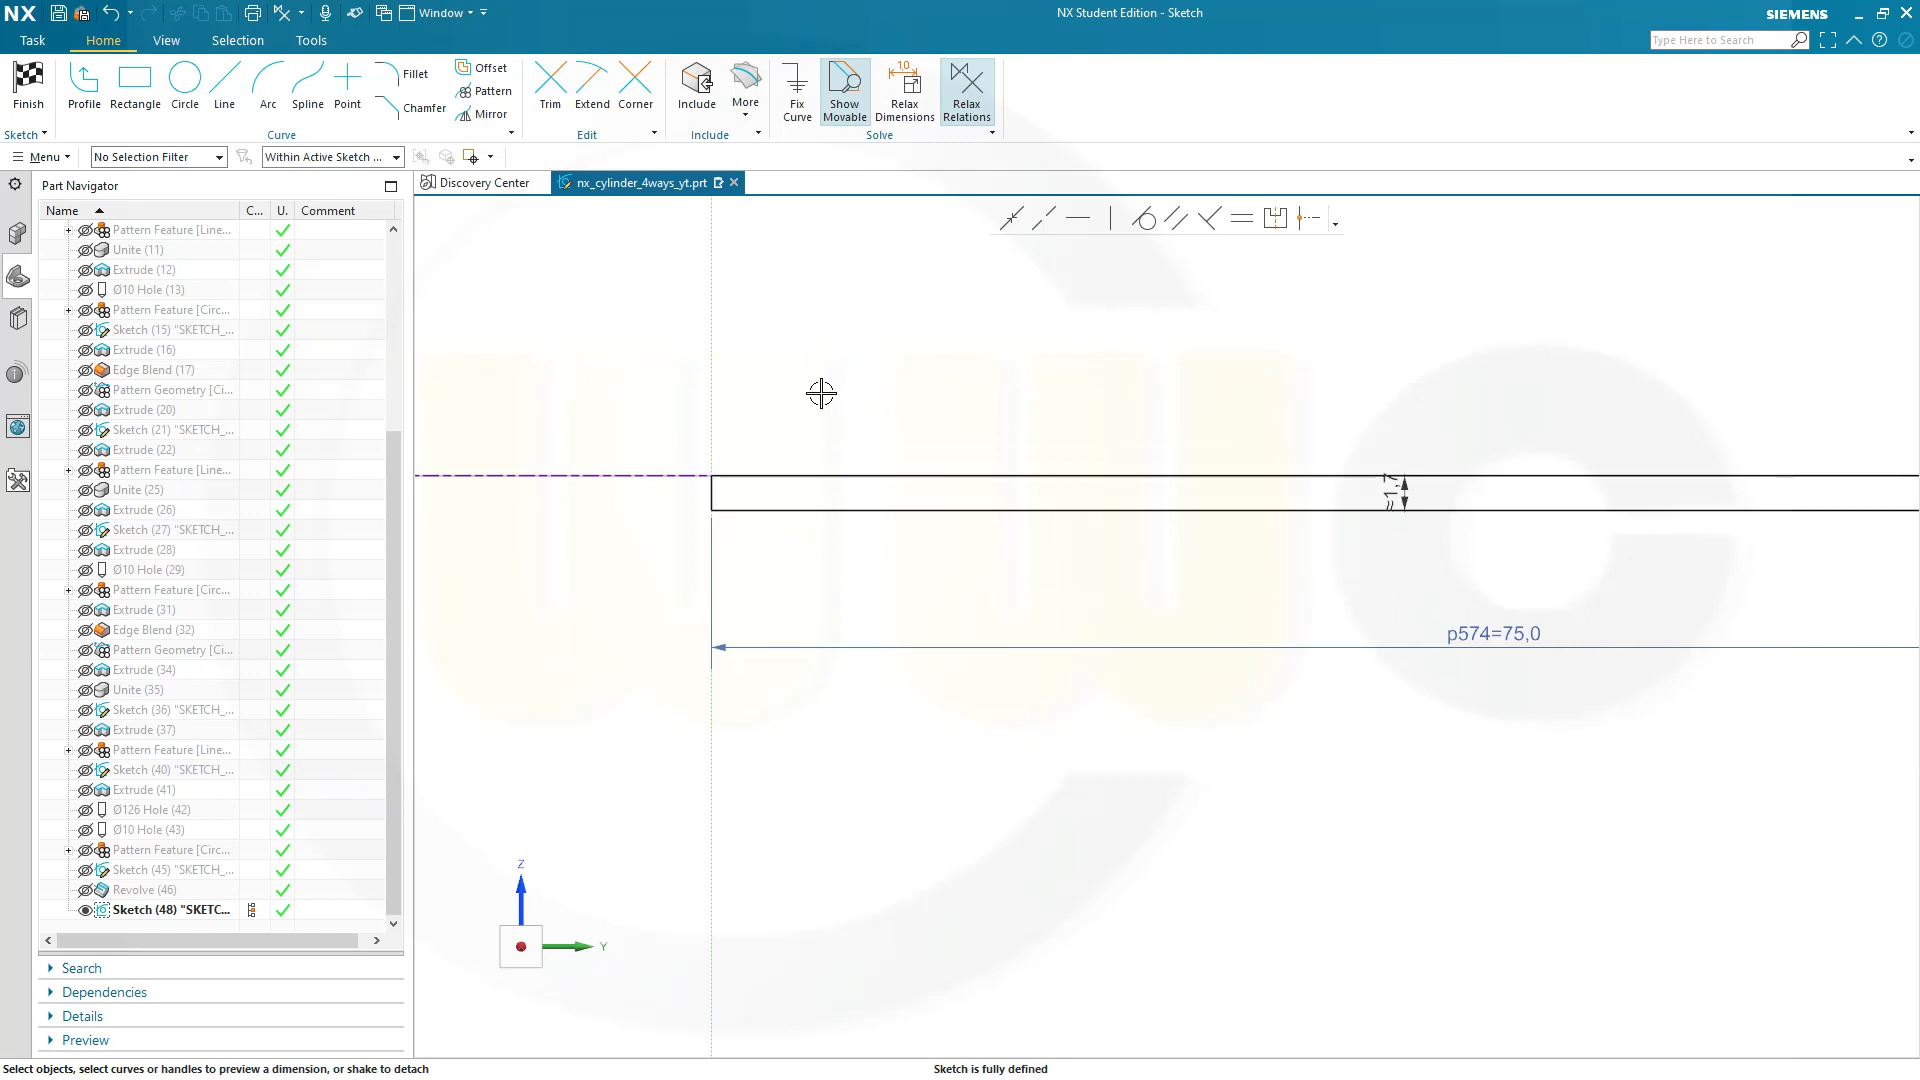 NX
Window
NX Student Edition - Sketch
SIEMENS
Task
Home
View
Selection
Tools
Type Here to Search
Finish
Profile
Rectangle
Circle
Line
Arc
Spline
Point
Fillet
Chamfer
Offset
Pattern
Mirror
Trim
Extend
Corner
Include
More
Fix Curve
Show Movable
1,0
Relax Dimensions
Relax Relations
Sketch
Curve
Edit
Include
Solve
Menu
No Selection Filter
Within Active Sketch ...
Part Navigator
Discovery Center
nx_cylinder_4ways_yt.prt
Name
C...
U.
Comment
Pattern Feature [Line...
Unite (11)
Extrude (12)
Ø10 Hole (13)
Pattern Feature [Circ...
Sketch (15) "SKETCH_...
Extrude (16)
Edge Blend (17)
Pattern Geometry [Ci...
Extrude (20)
Sketch (21) "SKETCH_...
Extrude (22)
Pattern Feature [Line...
Unite (25)
Extrude (26)
Sketch (27) "SKETCH_...
Extrude (28)
Ø10 Hole (29)
Pattern Feature [Circ...
Extrude (31)
Edge Blend (32)
Pattern Geometry [Ci...
Extrude (34)
Unite (35)
Sketch (36) "SKETCH_...
Extrude (37)
Pattern Feature [Line...
Sketch (40) "SKETCH_...
Extrude (41)
Ø126 Hole (42)
Ø10 Hole (43)
Pattern Feature [Circ...
Sketch (45) "SKETCH_...
Revolve (46)
Sketch (48) "SKETC...
≈1,7
p574=75,0
Z
Y
Search
Dependencies
Details
Preview
Select objects, select curves or handles to preview a dimension, or shake to detach
Sketch is fully defined